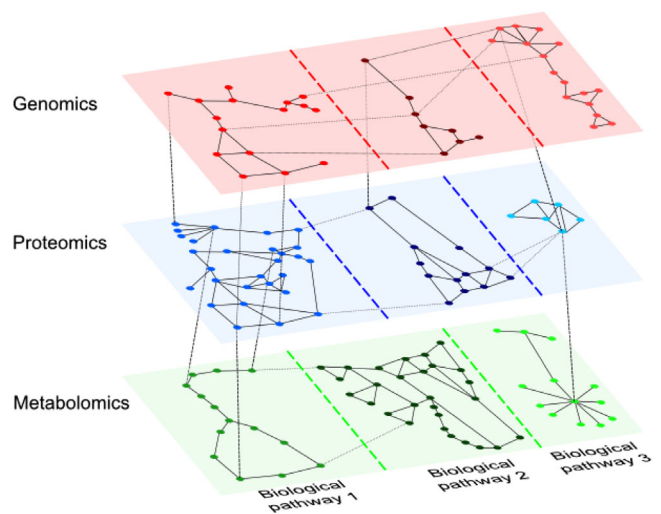 Genomics
Proteomics
Metabolomics
Biological
pathway 1
Biological
pathway 2
Biological
pathway 3